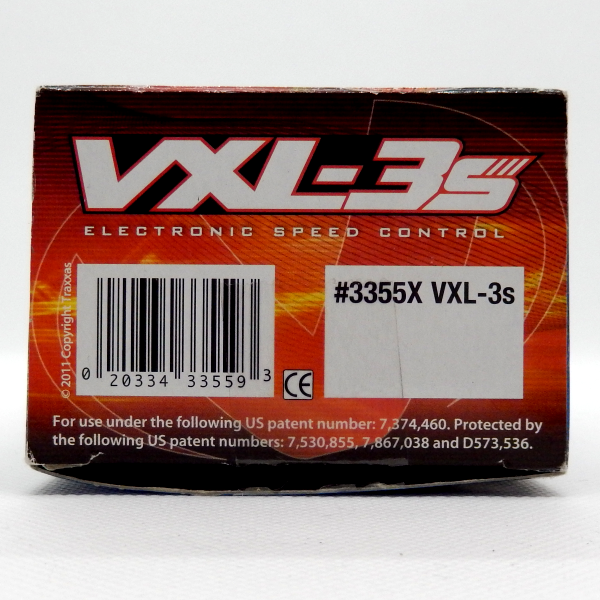 VXL-3s
ELECTRONIC SPEED CONTROL
© 2011 Copyright Traxxas
0 20334 33559 3
CE
#3355X VXL-3s
For use under the following US patent number: 7,374,460. Protected by
the following US patent numbers: 7,530,855, 7,867,038 and D573,536.